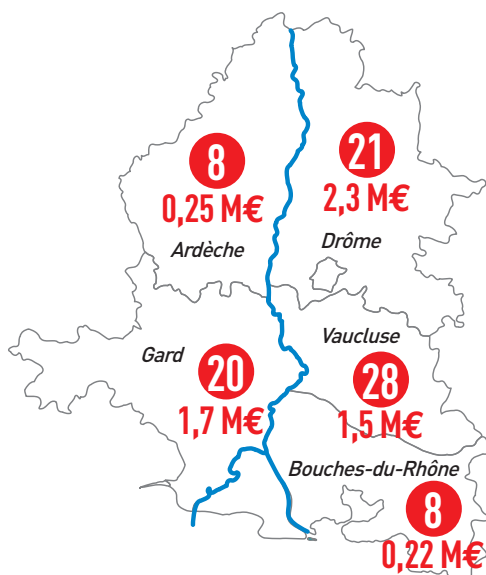 8
0,25 M€
Ardèche
21
2,3 M€
Drôme
Gard
20
1,7 M€
Vaucluse
28
1,5 M€
Bouches-du-Rhône
8
0,22 M€